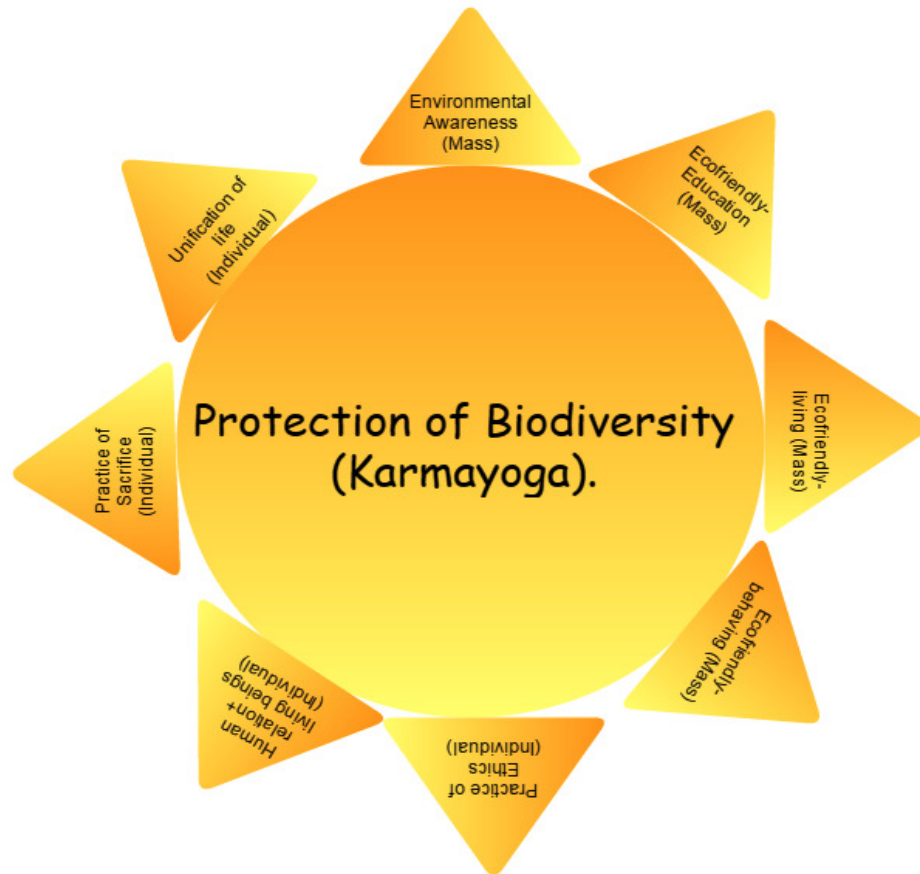 Environmental
Awareness
(Mass)
Ecofriendly-
Education
(Mass)
Ecofriendly-
living (Mass)
Ecofriendly-
behaving (Mass)
Practice of
Ethics
(Individual)
Human
relation+
living beings
(Individual)
Practice of
Sacrifice
(Individual)
Unification of
life
(Individual)
Protection of Biodiversity
(Karmayoga).